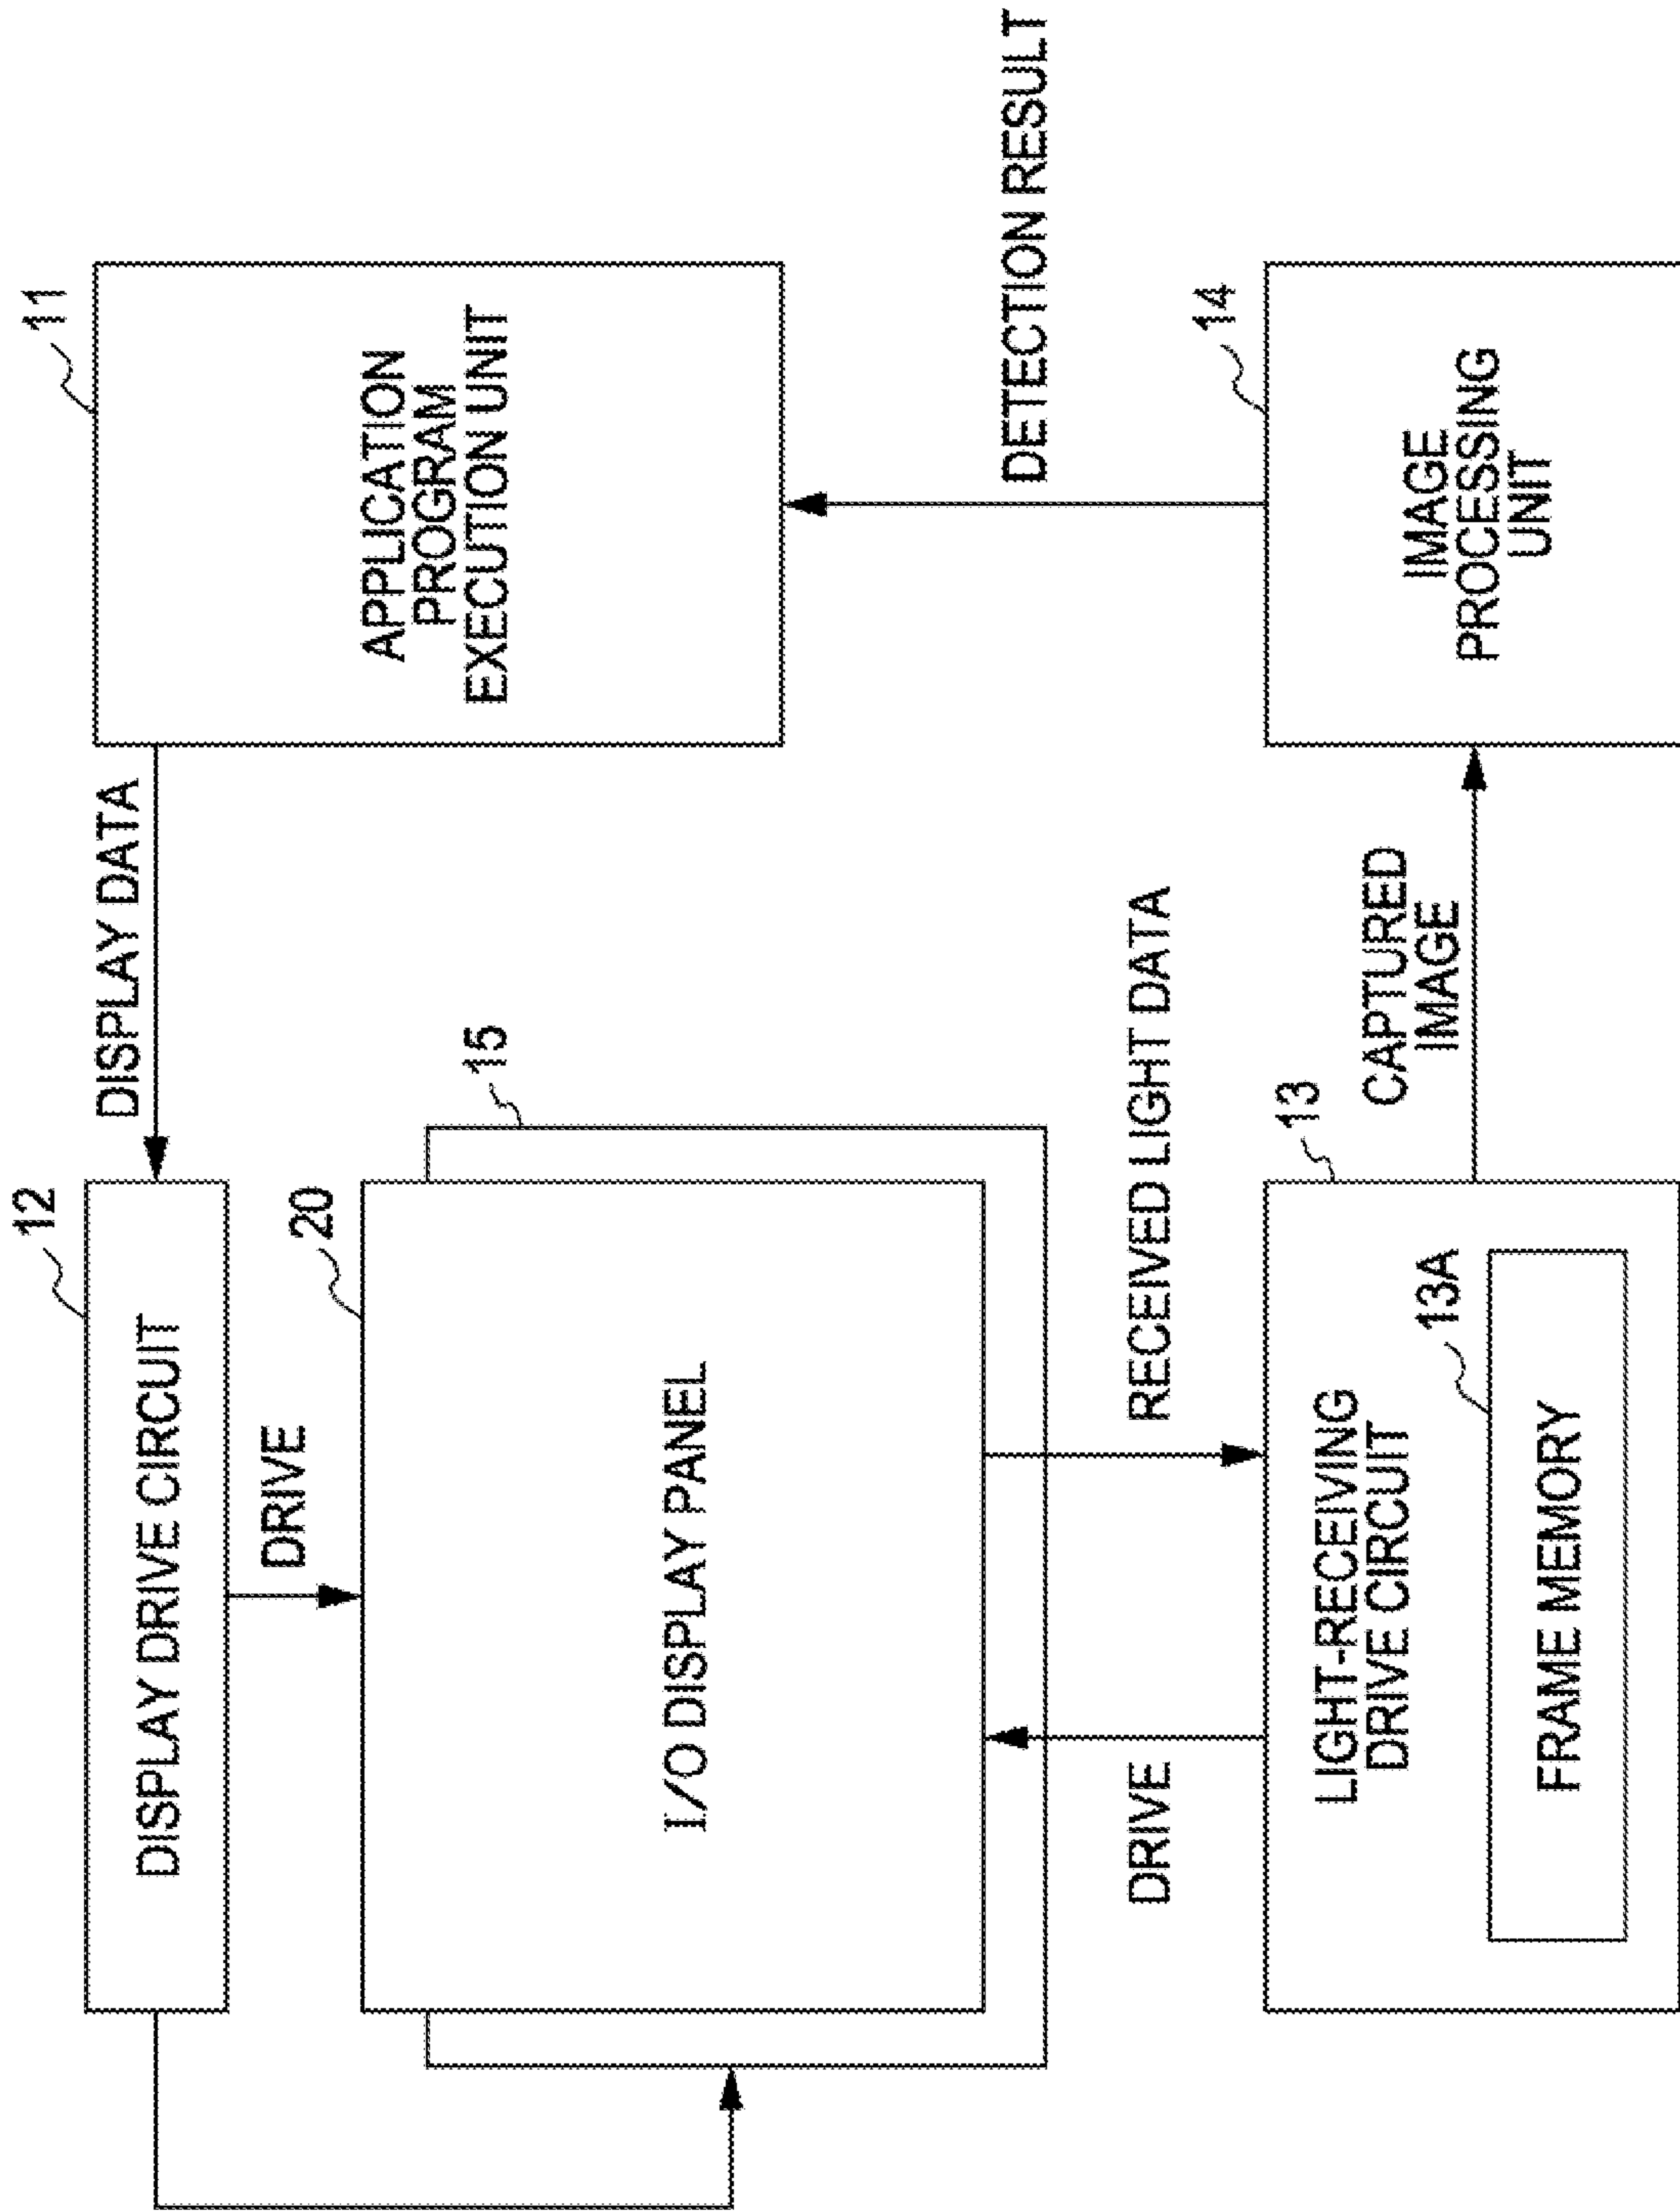 11
APPLICATION
PROGRAM
EXECUTION UNIT
DISPLAY DATA
12
DISPLAY DRIVE CIRCUIT
DRIVE
20
15
I/O DISPLAY PANEL
DRIVE
RECEIVED LIGHT DATA
13
LIGHT-RECEIVING
DRIVE CIRCUIT
13A
FRAME MEMORY
CAPTURED
IMAGE
14
IMAGE
PROCESSING
UNIT
DETECTION RESULT